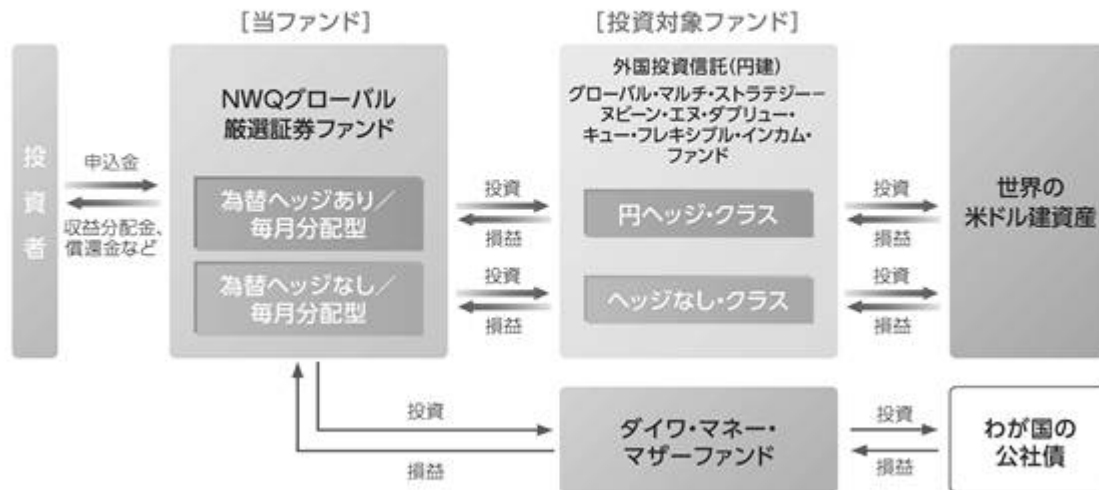 [当ファンド]
[投資対象ファンド]
投資者
申込金
収益分配金、
償還金など
NWQグローバル
厳選証券ファンド
為替ヘッジあり／
毎月分配型
為替ヘッジなし／
毎月分配型
投資
損益
投資
損益
外国投資信託(円建)
グローバル・マルチ・ストラテジー－
ヌビーン・エヌ・ダブリュー・
キュー・フレキシブル・インカム・
ファンド
円ヘッジ・クラス
ヘッジなし・クラス
投資
損益
投資
損益
世界の
米ドル建資産
投資
損益
ダイワ・マネー・
マザーファンド
投資
損益
わが国の
公社債